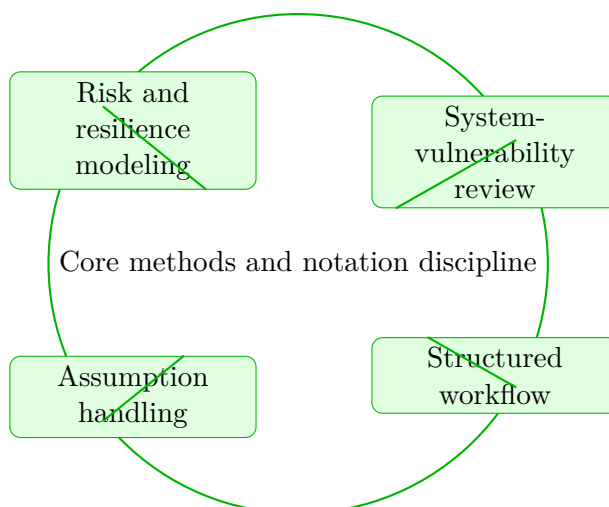 Risk and
resilience
modeling
System-
vulnerability
review
Core methods and notation discipline
Assumption
handling
Structured
workflow